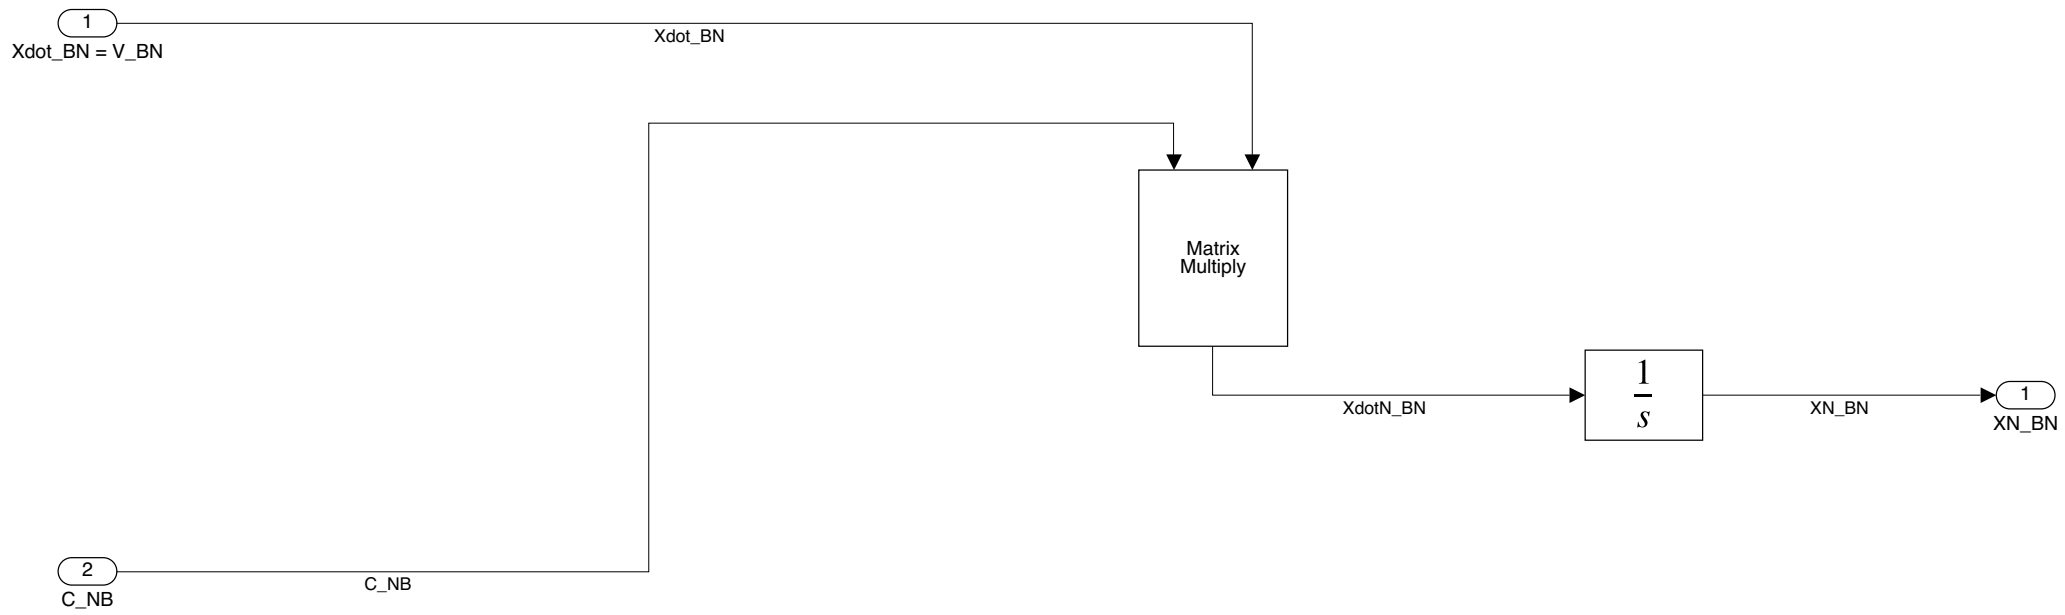 1
Xdot_BN = V_BN
Xdot_BN
Matrix
Multiply
XdotN_BN
1
s
XN_BN
1
XN_BN
2
C_NB
C_NB